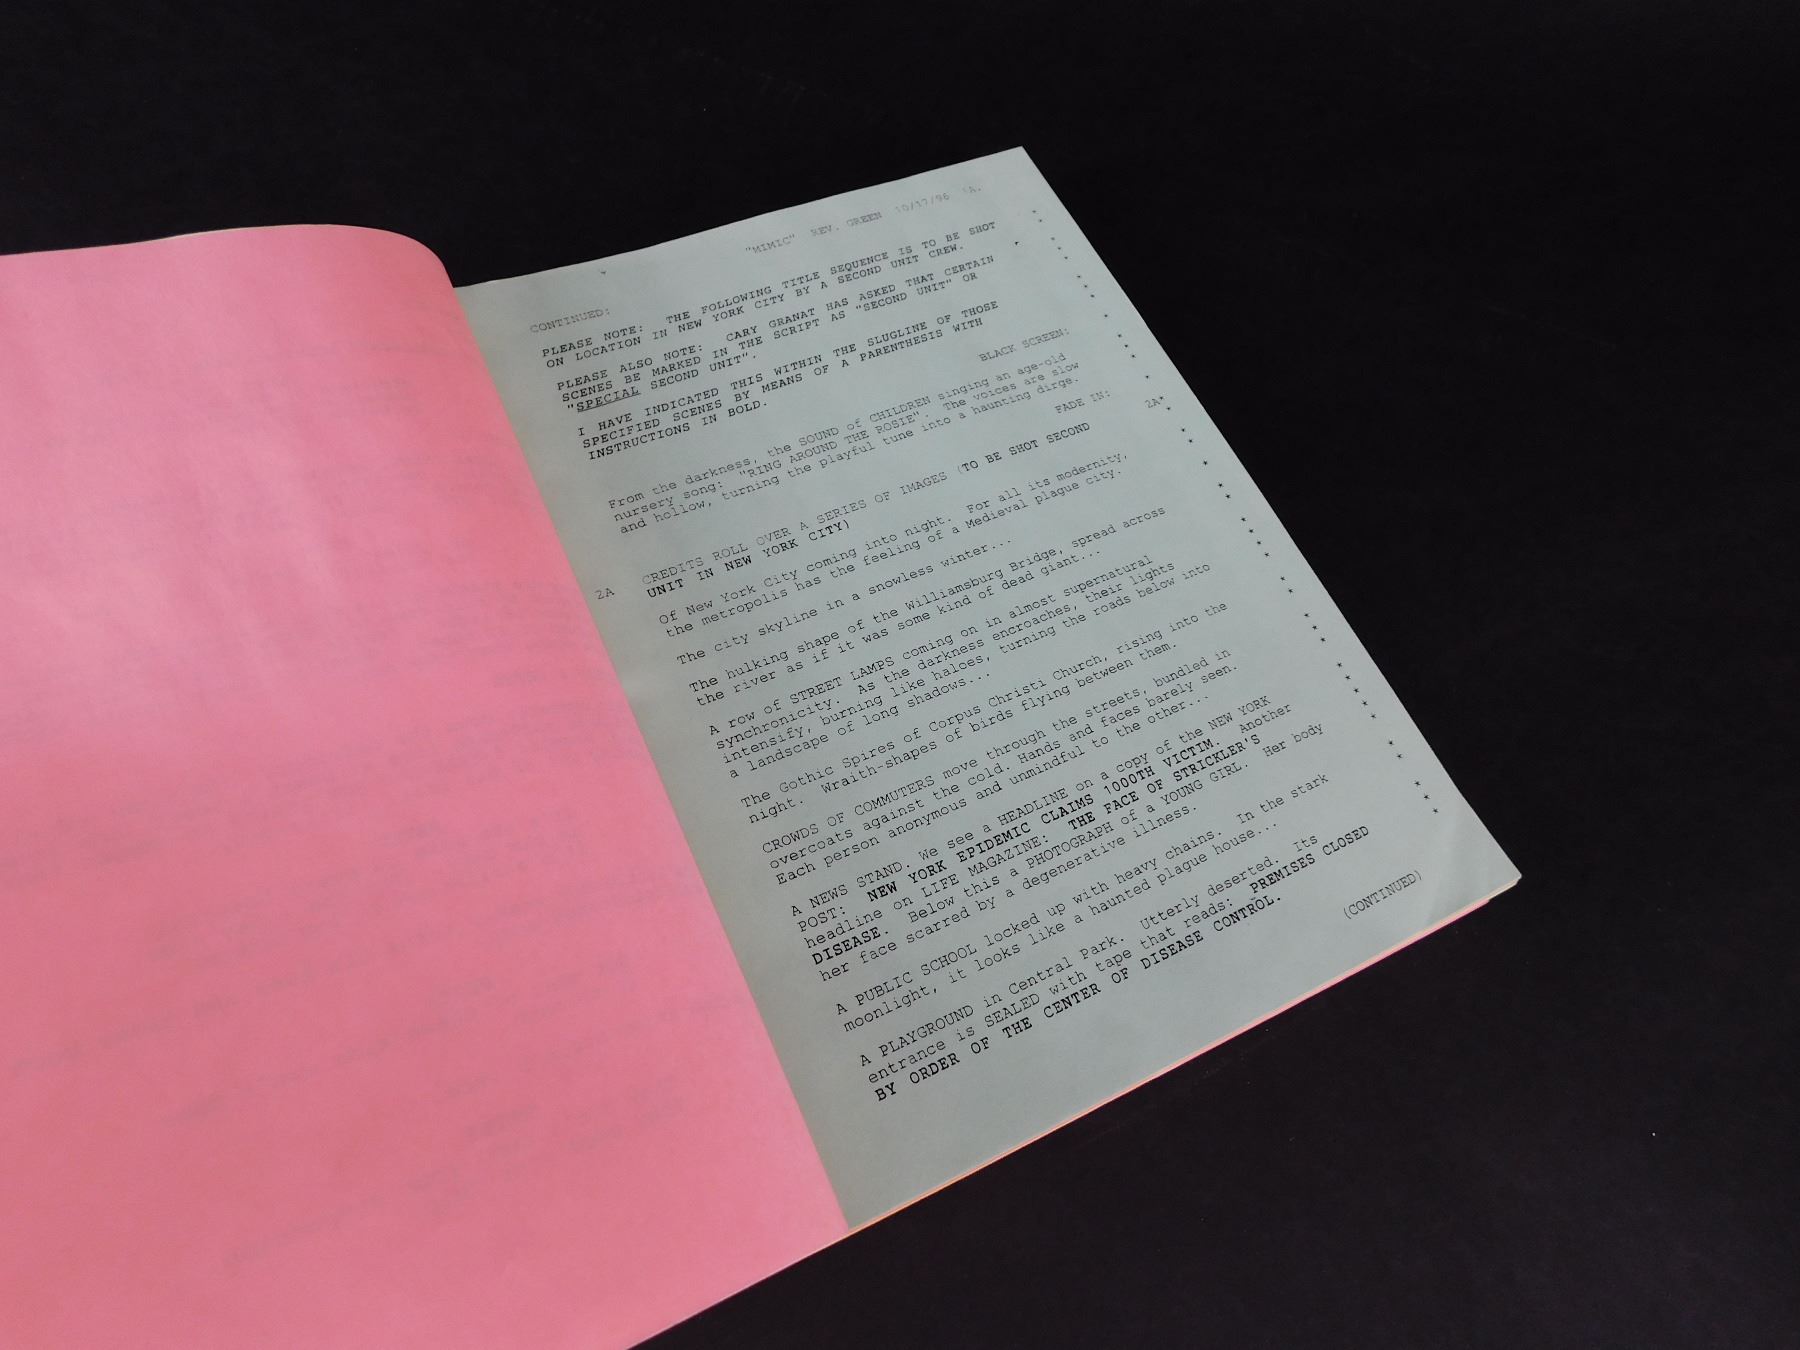 "MIMIC" REV. GREEN 10/17/96 1A.
CONTINUED:
PLEASE NOTE: THE FOLLOWING TITLE SEQUENCE IS TO BE SHOT
ON LOCATION IN NEW YORK CITY BY A SECOND UNIT CREW.
PLEASE ALSO NOTE: CARY GRANAT HAS ASKED THAT CERTAIN
SCENES BE MARKED IN THE SCRIPT AS "SECOND UNIT" OR
"SPECIAL SECOND UNIT".
I HAVE INDICATED THIS WITHIN THE SLUGLINE OF THOSE
SPECIFIED SCENES BY MEANS OF A PARENTHESIS WITH
INSTRUCTIONS IN BOLD.
BLACK SCREEN:
From the darkness, the SOUND of CHILDREN singing an age-old
nursery song: "RING AROUND THE ROSIE". The voices are slow
and hollow, turning the playful tune into a haunting dirge.
FADE IN:
2A CREDITS ROLL OVER A SERIES OF IMAGES (TO BE SHOT SECOND 2A*
UNIT IN NEW YORK CITY)
Of New York City coming into night. For all its modernity,
the metropolis has the feeling of a Medieval plague city.
The city skyline in a snowless winter...
The hulking shape of the Williamsburg Bridge, spread across
the river as if it was some kind of dead giant...
A row of STREET LAMPS coming on in almost supernatural
synchronicity. As the darkness encroaches, their lights
intensify, burning like haloes, turning the roads below into
a landscape of long shadows...
The Gothic Spires of Corpus Christi Church, rising into the
night. Wraith-shapes of birds flying between them.
CROWDS OF COMMUTERS move through the streets, bundled in
overcoats against the cold. Hands and faces barely seen.
Each person anonymous and unmindful to the other...
A NEWS STAND. We see a HEADLINE on a copy of the NEW YORK
POST: NEW YORK EPIDEMIC CLAIMS 1000TH VICTIM. Another
headline on LIFE MAGAZINE: THE FACE OF STRICKLER'S
DISEASE. Below this a PHOTOGRAPH of a YOUNG GIRL. Her body
her face scarred by a degenerative illness.
A PUBLIC SCHOOL locked up with heavy chains. In the stark
moonlight, it looks like a haunted plague house...
A PLAYGROUND in Central Park. Utterly deserted. Its
entrance is SEALED with tape that reads: PREMISES CLOSED
BY ORDER OF THE CENTER OF DISEASE CONTROL.
(CONTINUED)